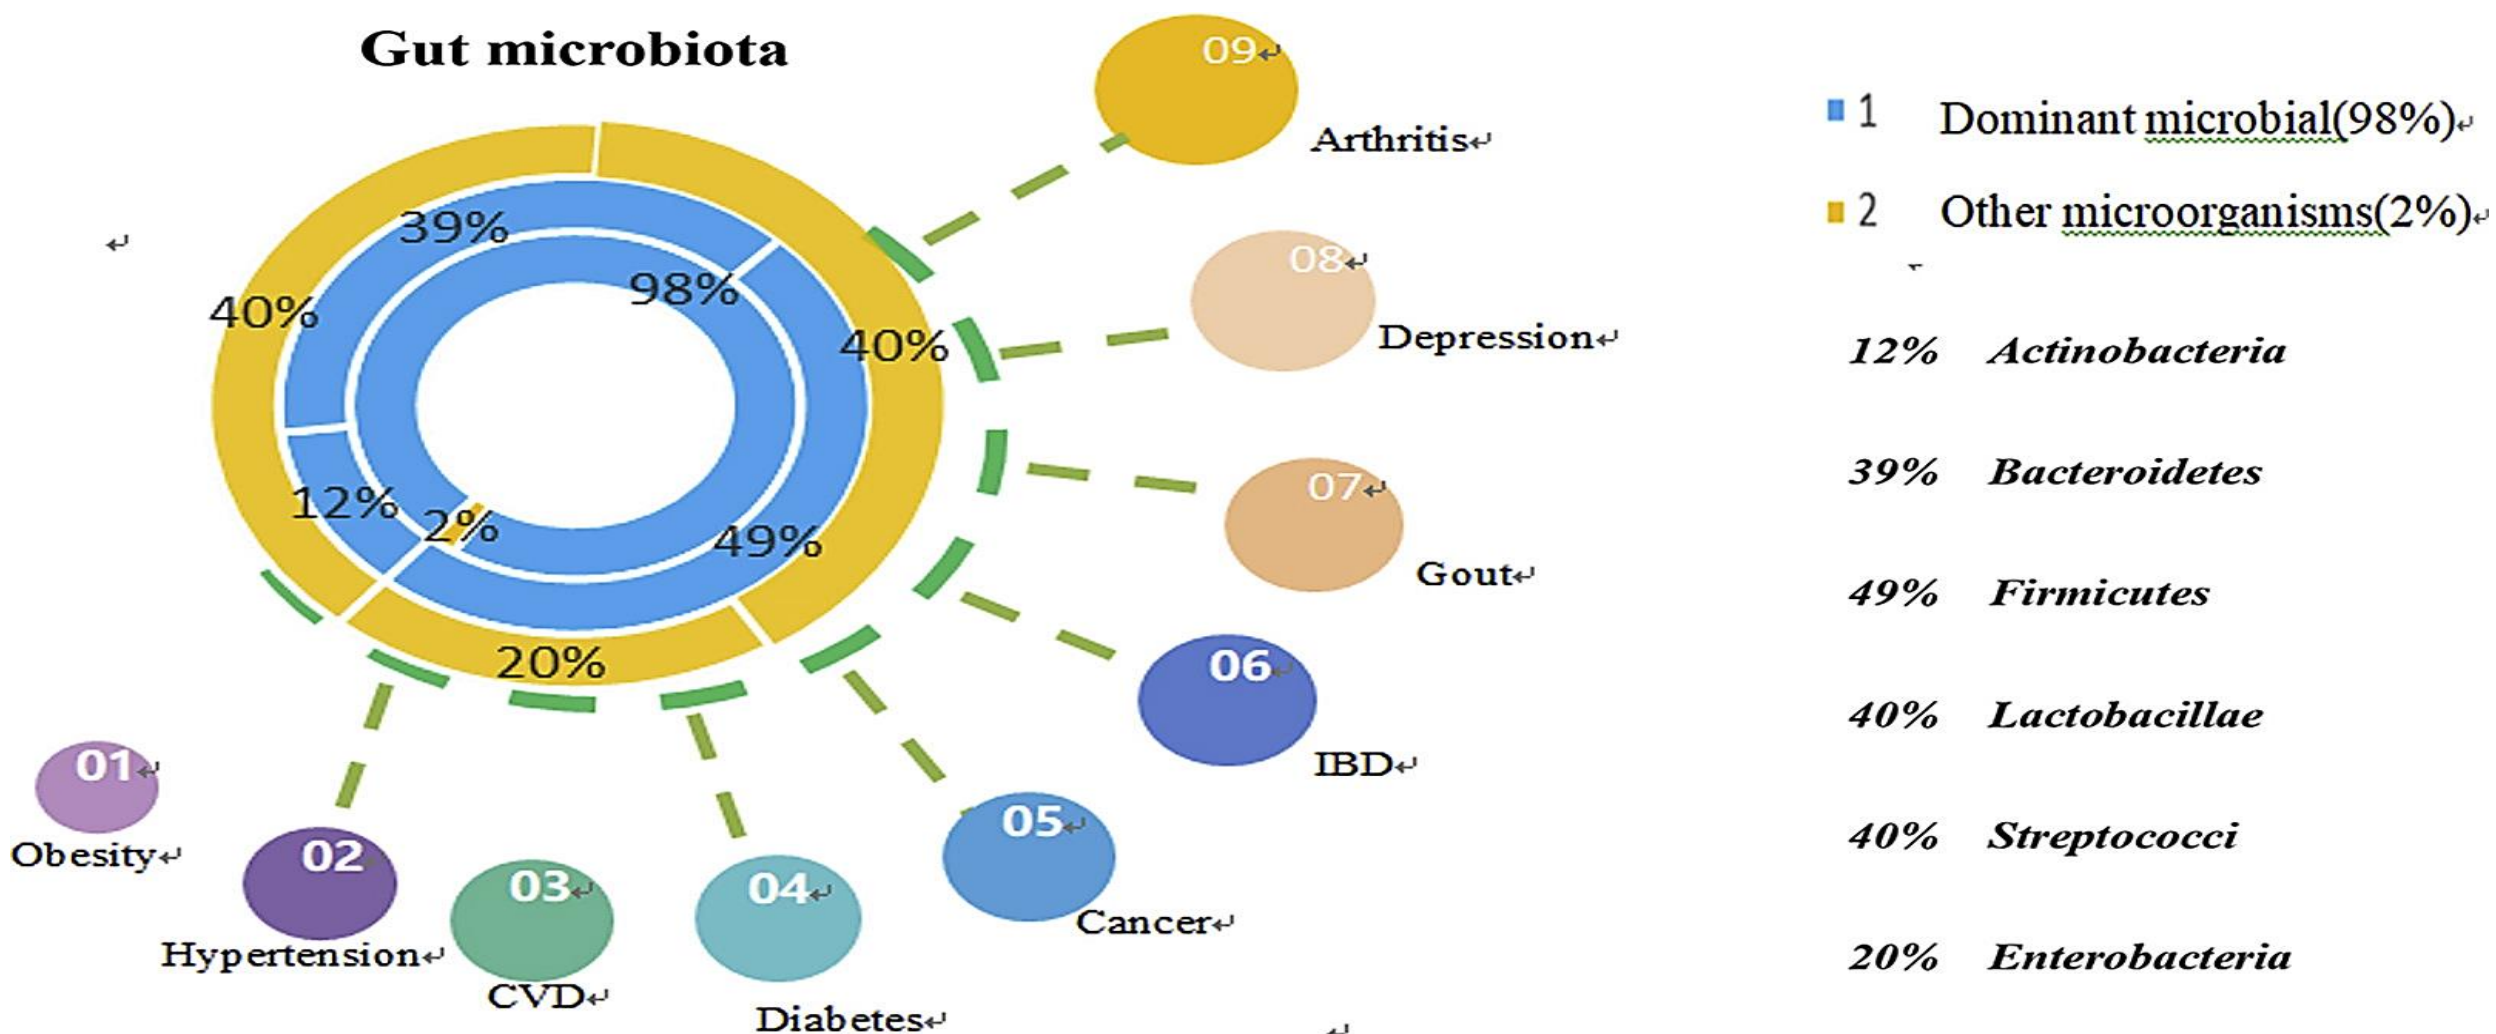 Gut microbiota
39%
98%
40%
40%
12%
2%
49%
20%
09
Arthritis
08
Depression
07
Gout
06
IBD
05
Cancer
04
Diabetes
03
CVD
02
Hypertension
01
Obesity
1 Dominant microbial(98%)
2 Other microorganisms(2%)
12% Actinobacteria
39% Bacteroidetes
49% Firmicutes
40% Lactobacillae
40% Streptococci
20% Enterobacteria